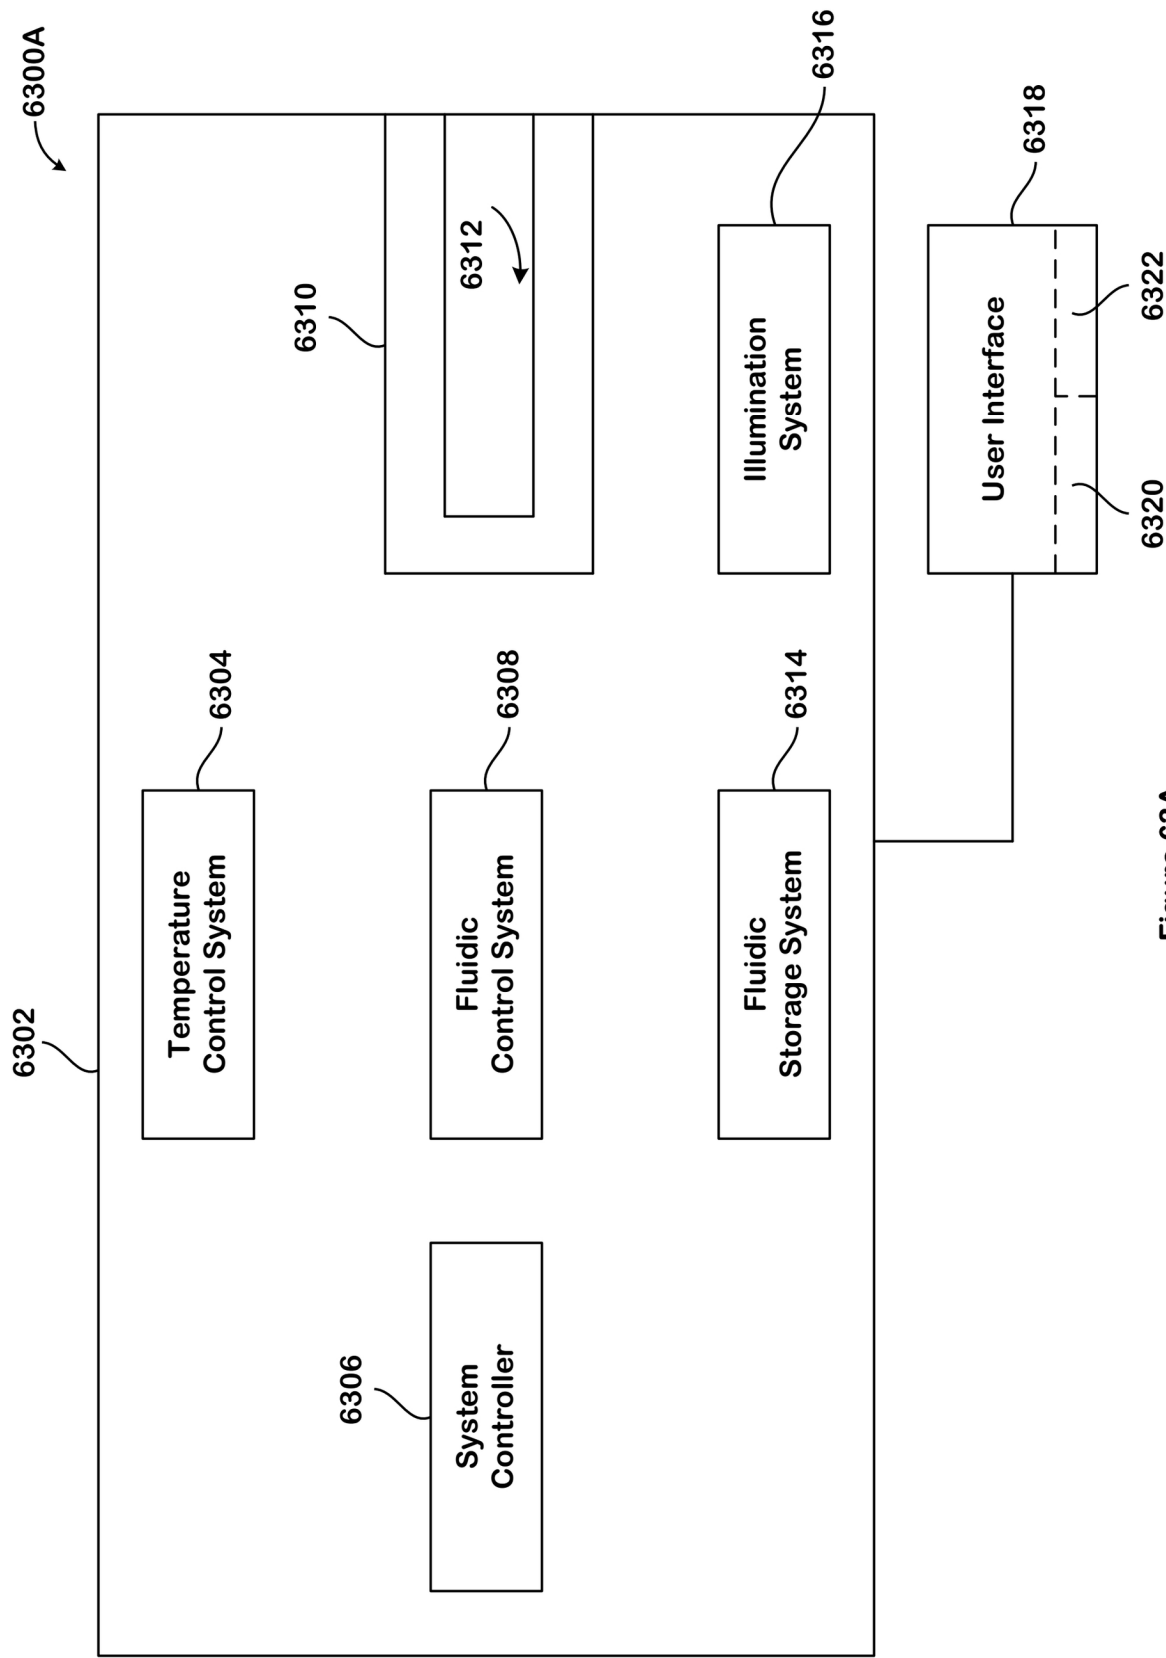 6300A
6302
6304
Temperature
Control System
6306
System
Controller
6308
Fluidic
Control System
6310
6312
6314
Fluidic
Storage System
6316
Illumination
System
6318
User Interface
6320
6322